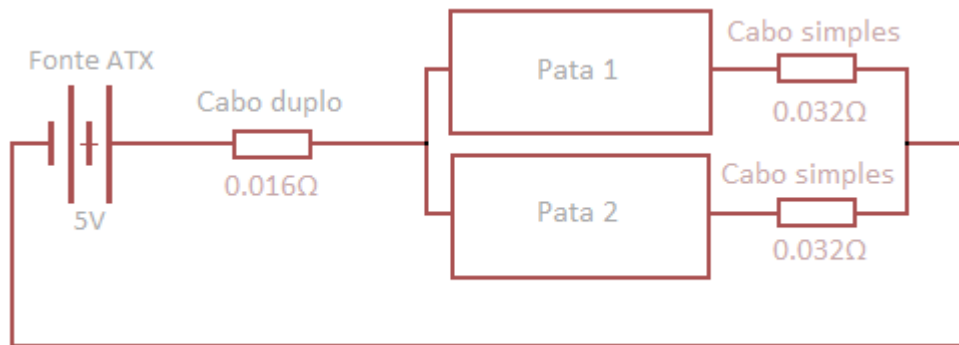 Fonte ATX
5V
Cabo duplo
0.016Ω
Pata 1
Cabo simples
0.032Ω
Pata 2
Cabo simples
0.032Ω